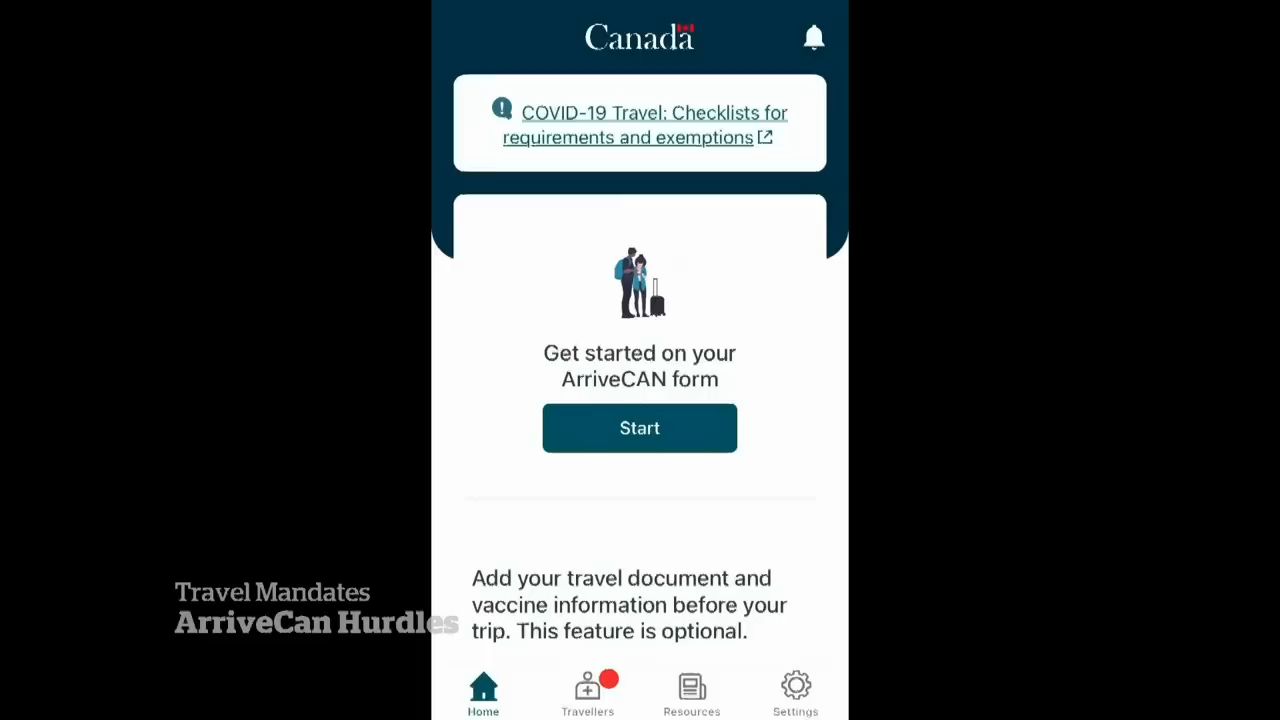 Canada
COVID-19 Travel: Checklists for
requirements and exemptions
Get started on your
ArriveCAN form
Start
Add your travel document and
vaccine information before your
trip. This feature is optional.
Travel Mandates
ArriveCan Hurdles
Home
Travellers
Resources
Settings